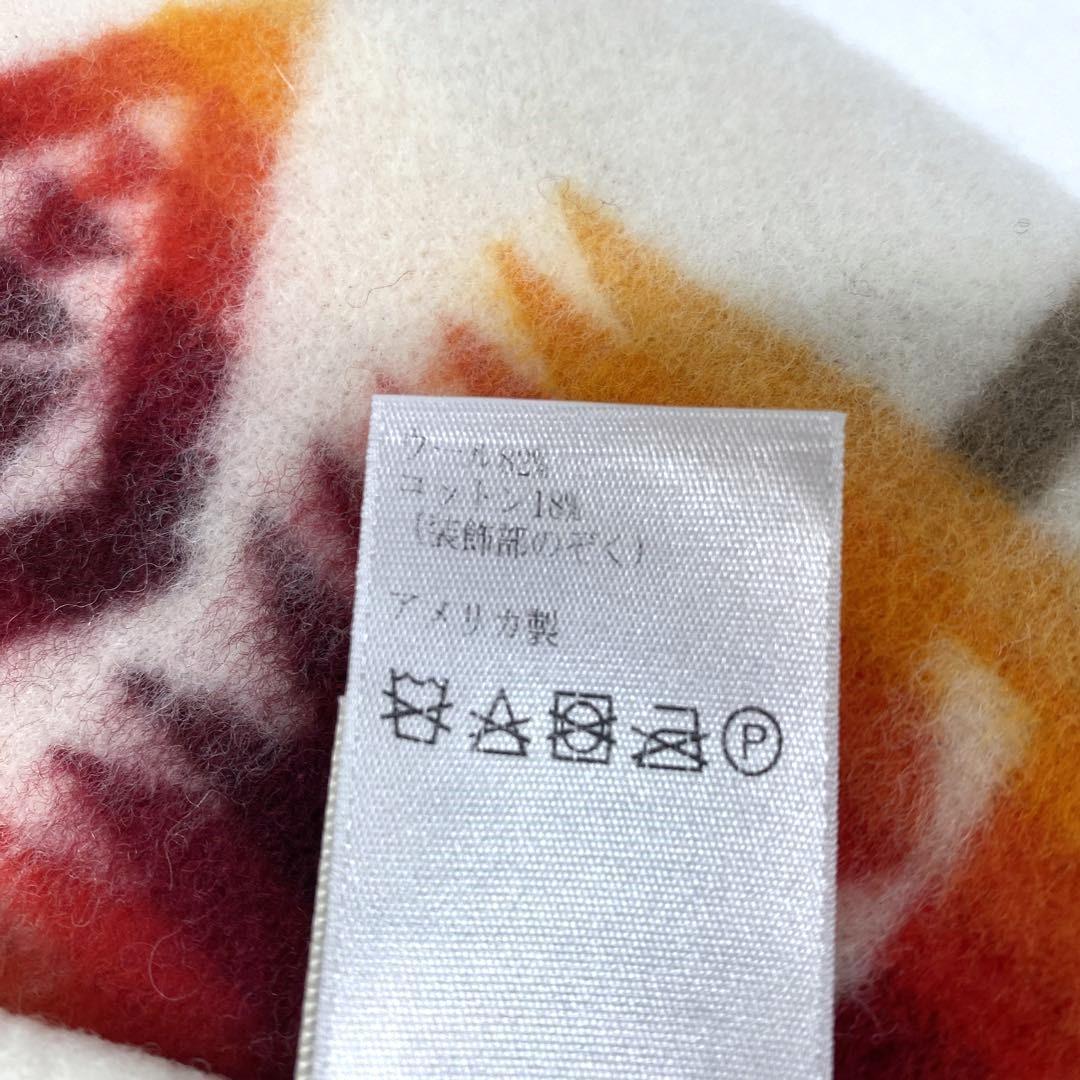 ウール82%
コットン18%
(装飾部のぞく)
アメリカ製
P